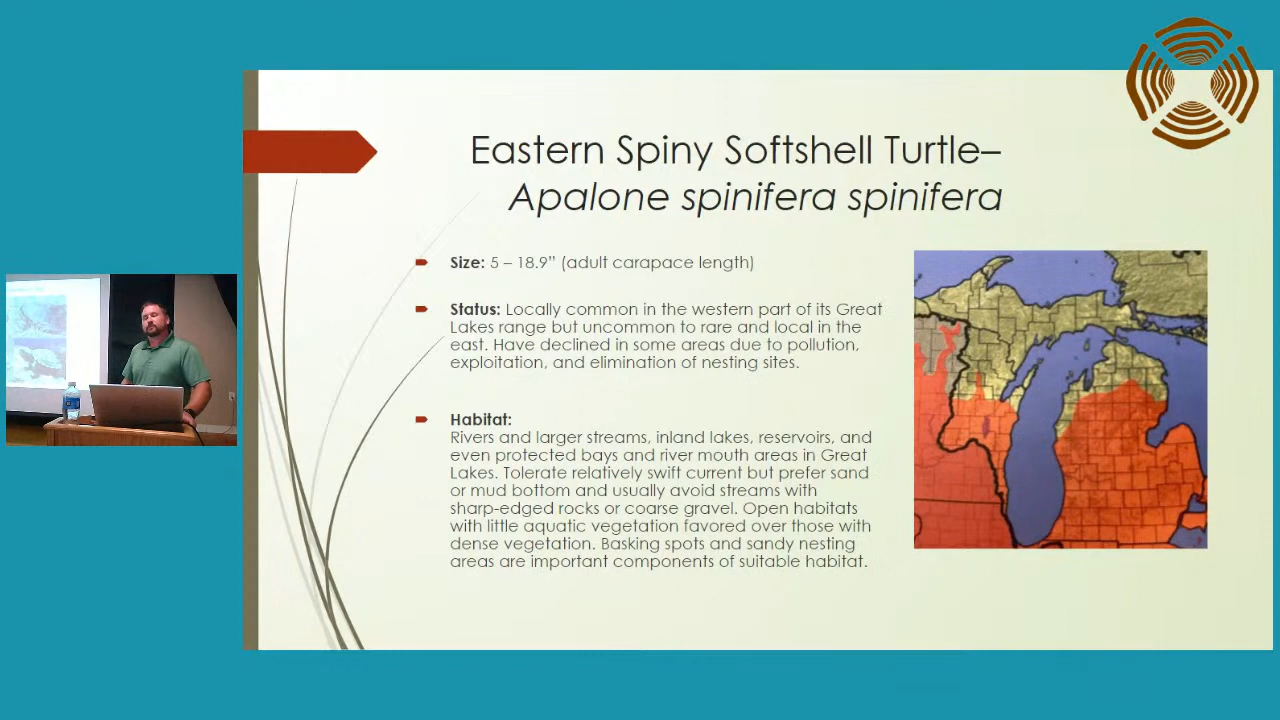 Eastern Spiny Softshell Turtle–
Apalone spinifera spinifera
Size: 5 – 18.9” (adult carapace length)
Status: Locally common in the western part of its Great
Lakes range but uncommon to rare and local in the
east. Have declined in some areas due to pollution,
exploitation, and elimination of nesting sites.
Habitat:
Rivers and larger streams, inland lakes, reservoirs, and
even protected bays and river mouth areas in Great
Lakes. Tolerate relatively swift current but prefer sand
or mud bottom and usually avoid streams with
sharp-edged rocks or coarse gravel. Open habitats
with little aquatic vegetation favored over those with
dense vegetation. Basking spots and sandy nesting
areas are important components of suitable habitat.